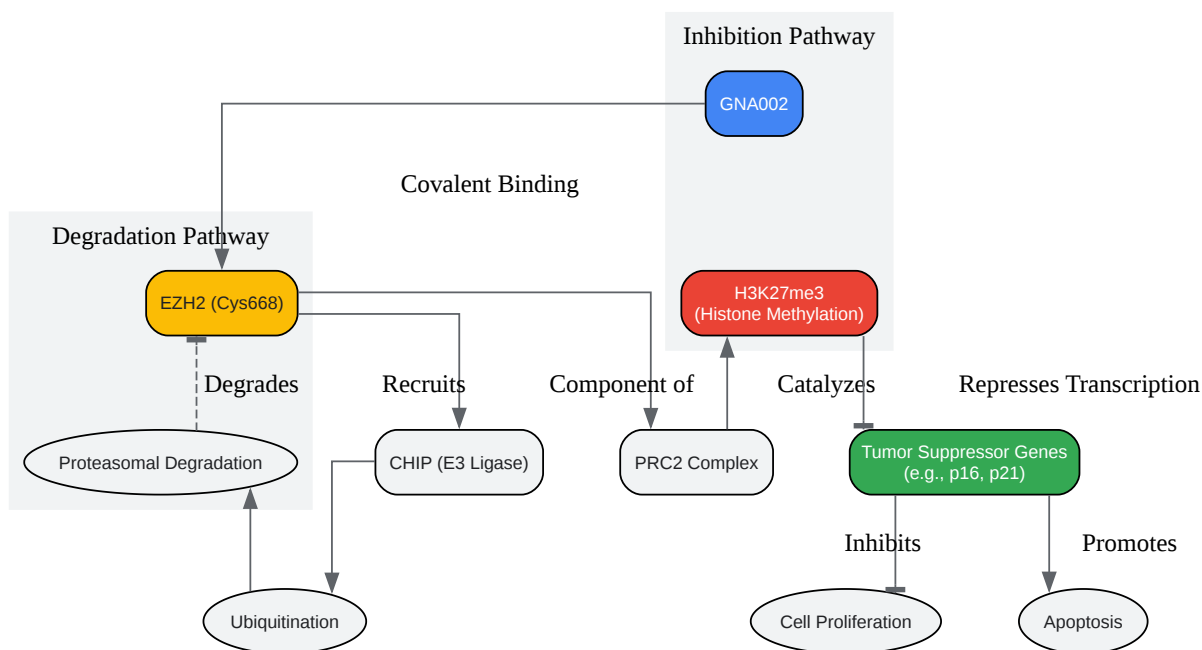 Inhibition Pathway
GNA002
Covalent Binding
Degradation Pathway
EZH2 (Cys668)
H3K27me3
(Histone Methylation)
Degrades
Recruits
Component of
Catalyzes
Represses Transcription
Proteasomal Degradation
CHIP (E3 Ligase)
PRC2 Complex
Tumor Suppressor Genes
(e.g., p16, p21)
Inhibits
Promotes
Ubiquitination
Cell Proliferation
Apoptosis